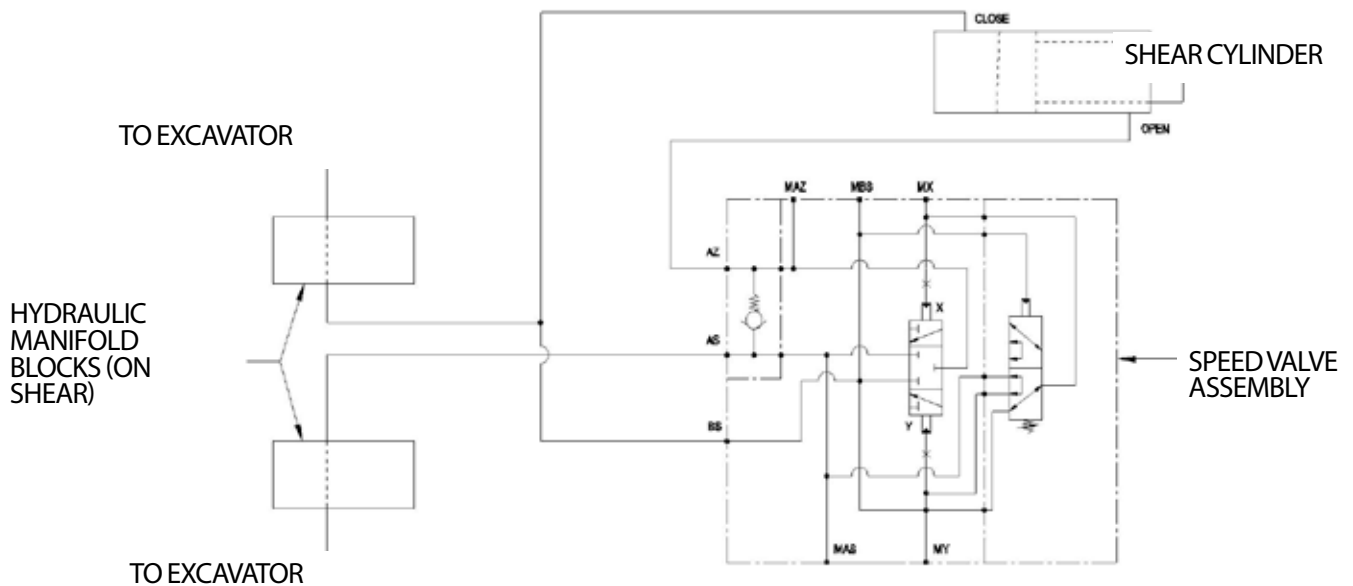 CLOSE
SHEAR CYLINDER
OPEN
TO EXCAVATOR
MAZ
MBS
MX
AZ
X
HYDRAULIC
MANIFOLD
BLOCKS (ON
SHEAR)
AS
SPEED VALVE
ASSEMBLY
Y
BS
MAS
MY
TO EXCAVATOR